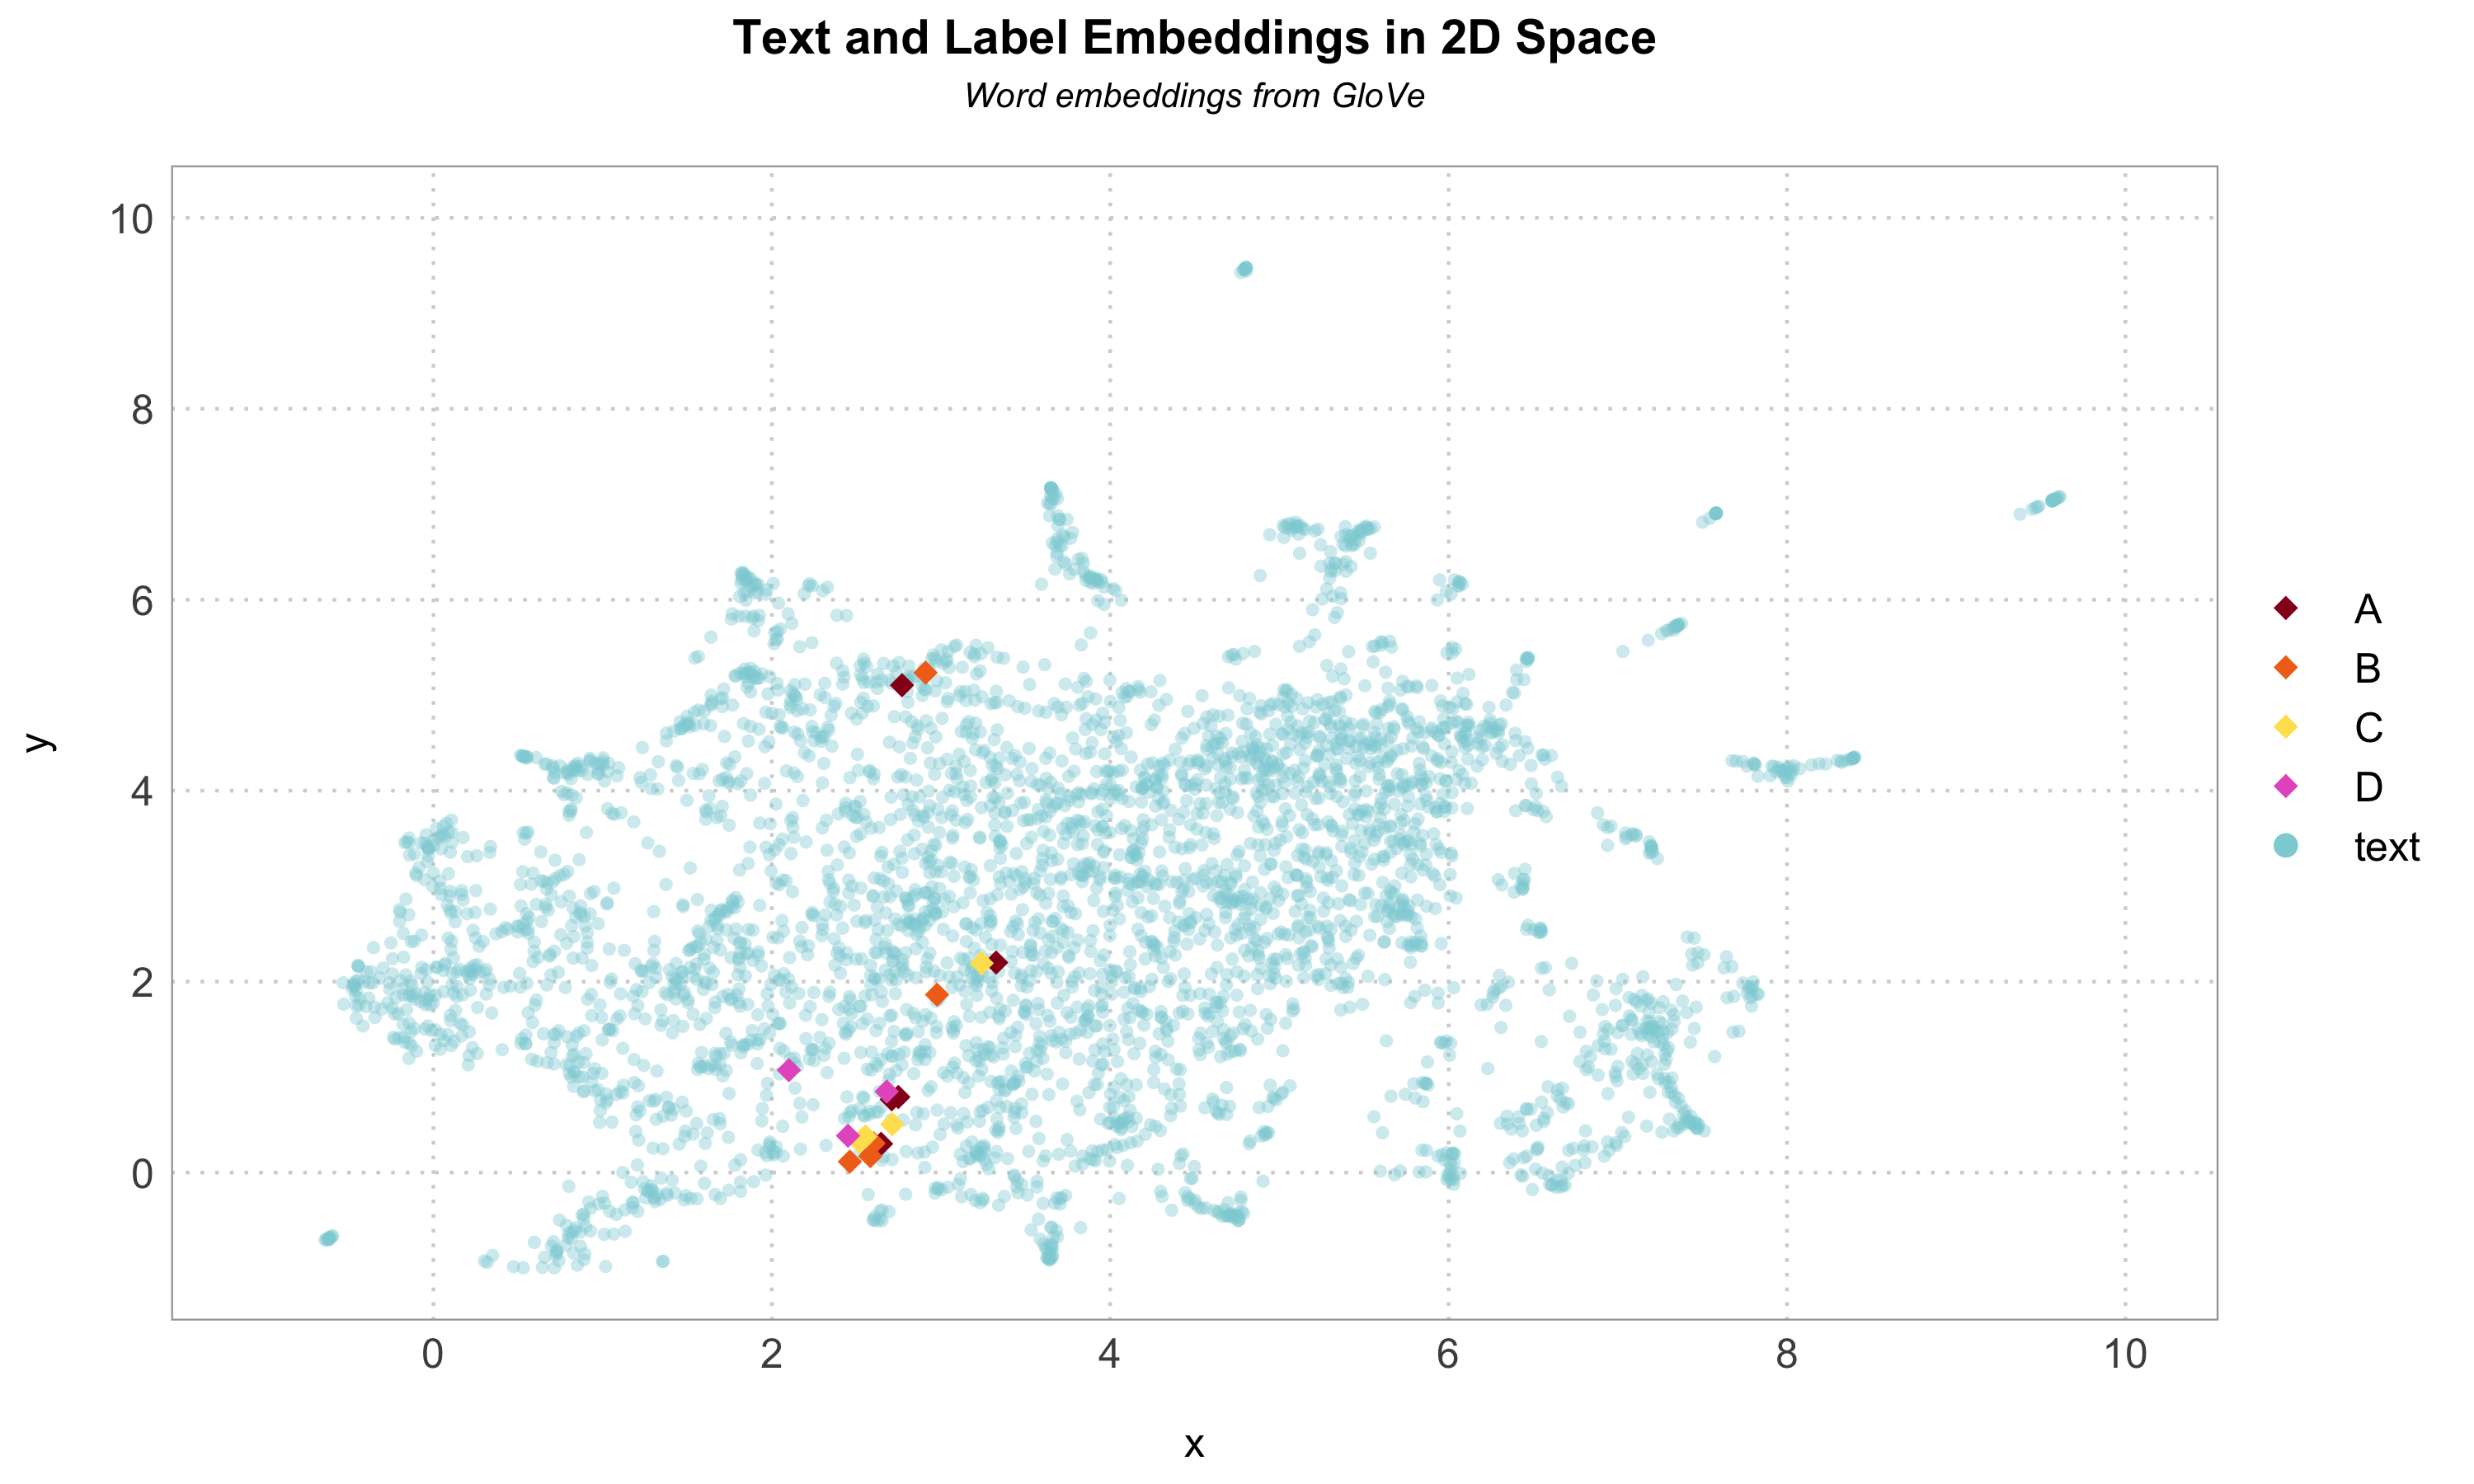 Text and Label Embeddings in 2D Space
Word embeddings from GloVe
y
10
8
6
4
2
0
0 2 4 6 8 10
x
A
B
C
D
text